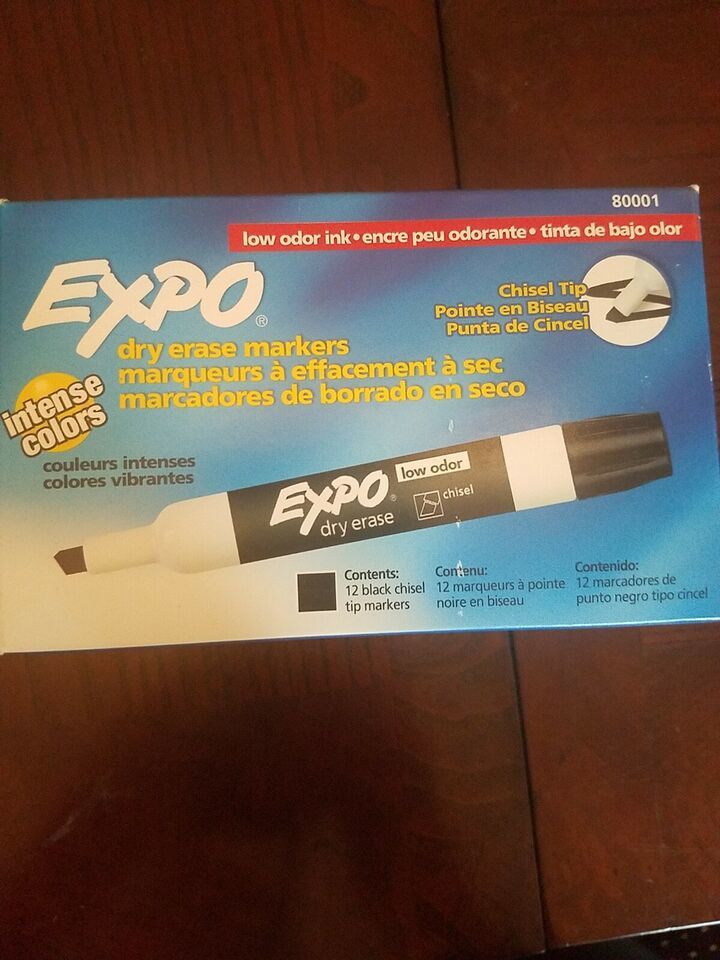 80001
low odor ink • encre peu odorante • tinta de bajo olor
EXPO®
Chisel Tip
Pointe en Biseau
Punta de Cincel
dry erase markers
marqueurs à effacement à sec
marcadores de borrado en seco
intense
colors
couleurs intenses
colores vibrantes
EXPO®
dry erase
low odor
chisel
Contents:
12 black chisel
tip markers
Contenu:
12 marqueurs à pointe
noire en biseau
Contenido:
12 marcadores de
punto negro tipo cincel